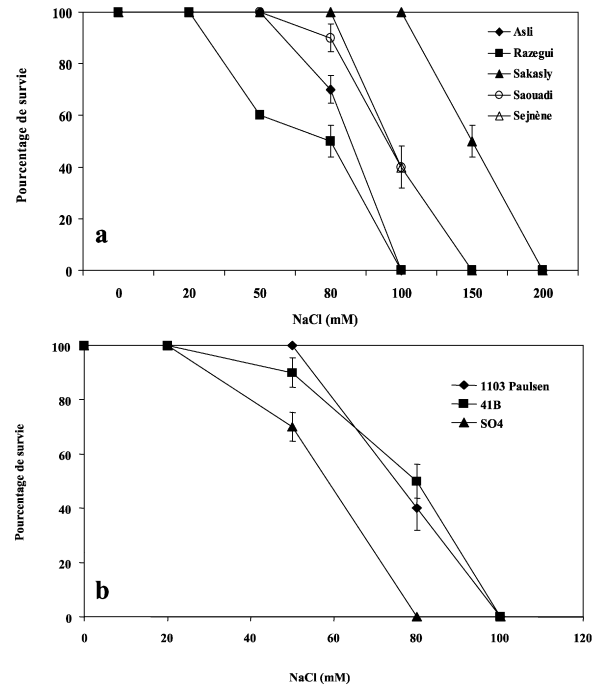 100
80
60
40
20
0
Pourcentage de survie
Asli
Razegui
Sakasly
Saouadi
Sejnène
a
0 20 50 80 100 150 200
NaCl (mM)
100
80
60
40
20
0
Pourcentage de survie
1103 Paulsen
41B
SO4
b
0 20 40 60 80 100 120
NaCl (mM)